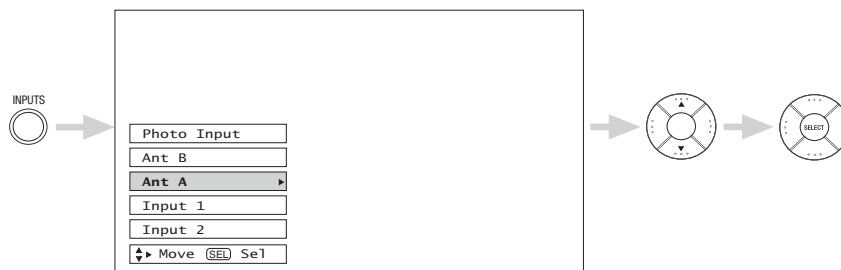 INPUTS
Photo Input
Ant B
Ant A
Input 1
Input 2
Move SEL Sel
SELECT